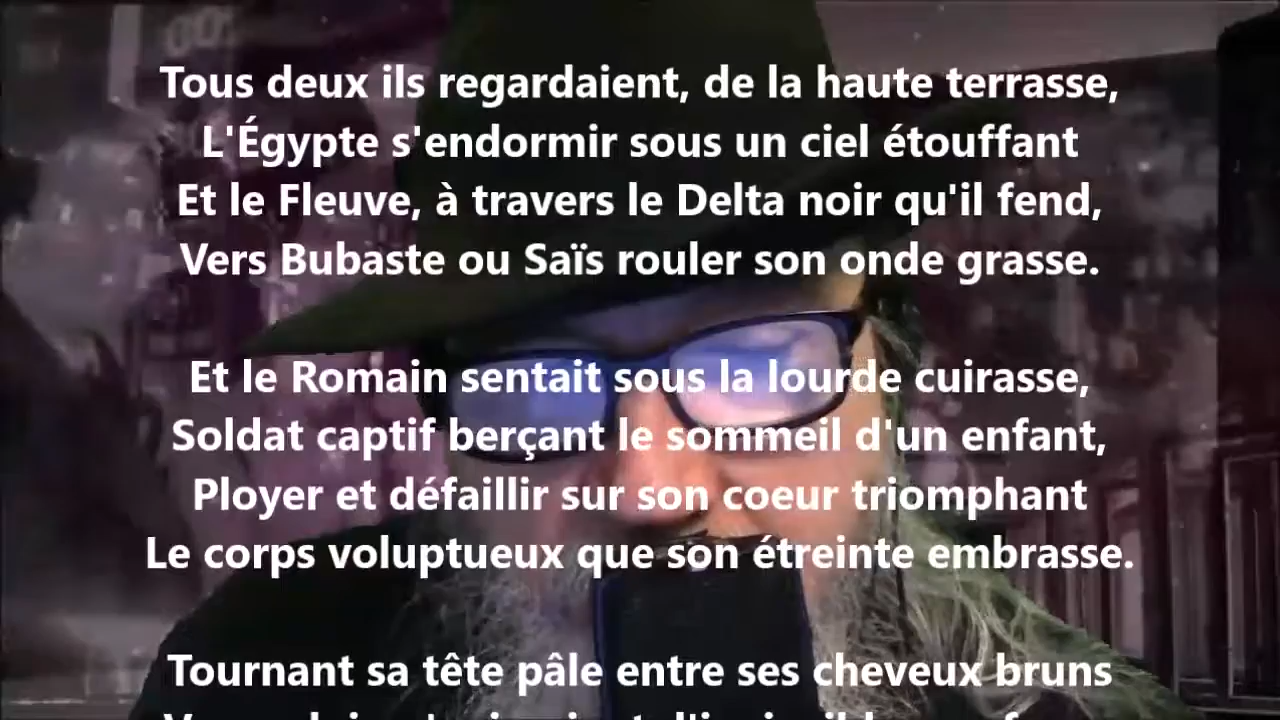 Tous deux ils regardaient, de la haute terrasse,
L'Égypte s'endormir sous un ciel étouffant
Et le Fleuve, à travers le Delta noir qu'il fend,
Vers Bubaste ou Saïs rouler son onde grasse.
Et le Romain sentait sous la lourde cuirasse,
Soldat captif berçant le sommeil d'un enfant,
Ployer et défaillir sur son coeur triomphant
Le corps voluptueux que son étreinte embrasse.
Tournant sa tête pâle entre ses cheveux bruns